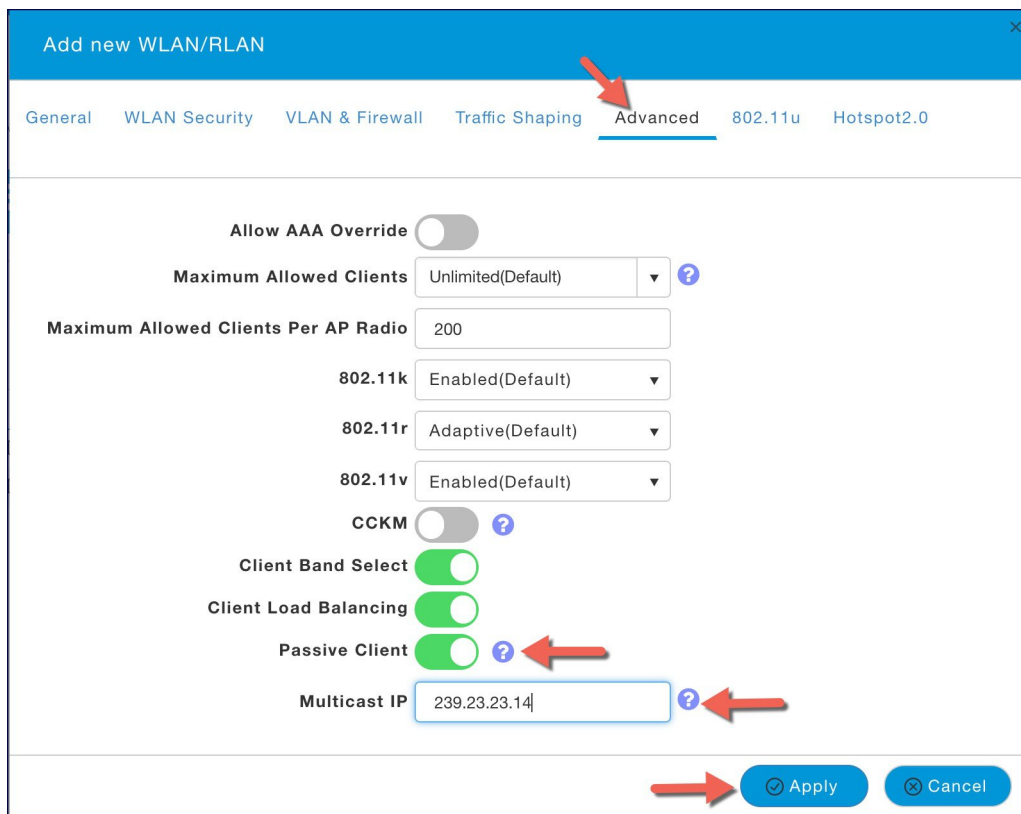 Add new WLAN/RLAN
General WLAN Security VLAN & Firewall Traffic Shaping Advanced 802.11u Hotspot2.0
Allow AAA Override
Maximum Allowed Clients Unlimited(Default) ?
Maximum Allowed Clients Per AP Radio 200
802.11k Enabled(Default)
802.11r Adaptive(Default)
802.11v Enabled(Default)
CCKM ?
Client Band Select
Client Load Balancing
Passive Client ?
Multicast IP 239.23.23.14 ?
Apply Cancel